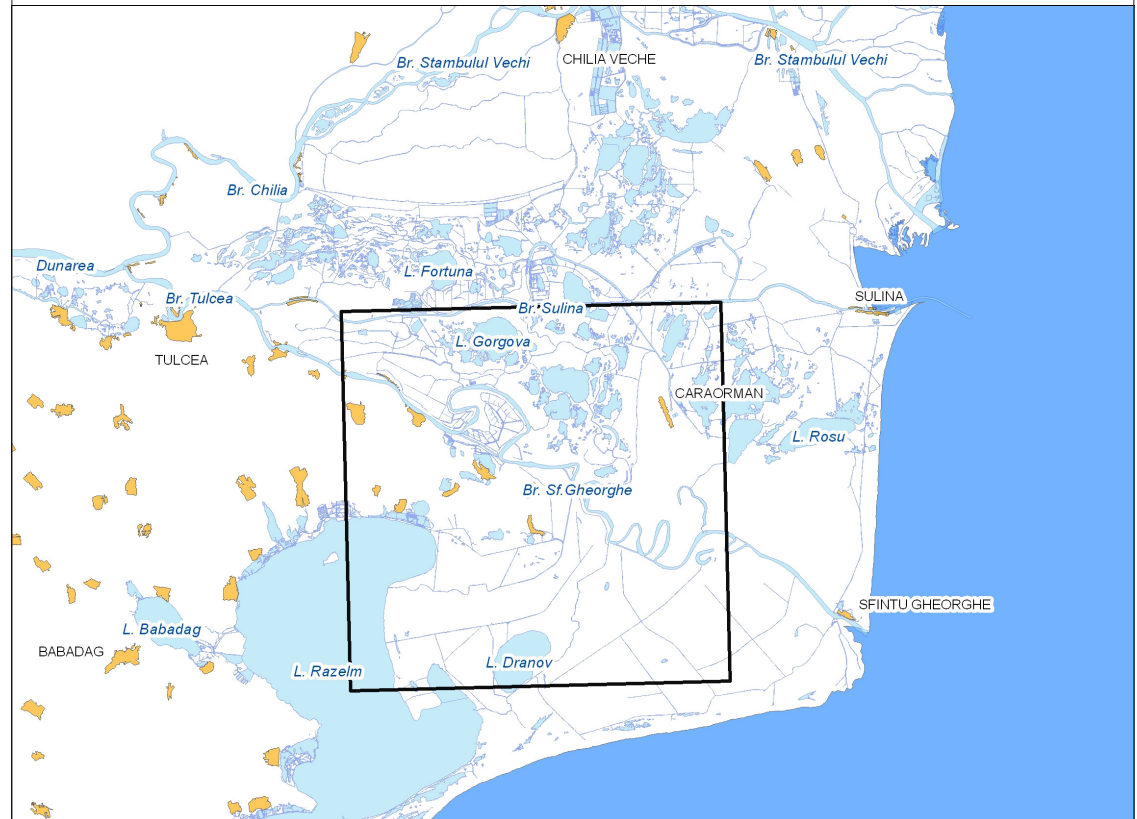 CHILIA VECHE
Br. Stambulul Vechi
Br. Stambulul Vechi
Br. Chilia
Dunarea
L. Fortuna
Br. Tulcea
SULINA
Br. Sulina
L. Gorgova
TULCEA
CARAORMAN
L. Rosu
Br. Sf.Gheorghe
SFINTU GHEORGHE
L. Babadag
BABADAG
L. Razelm
L. Dranov